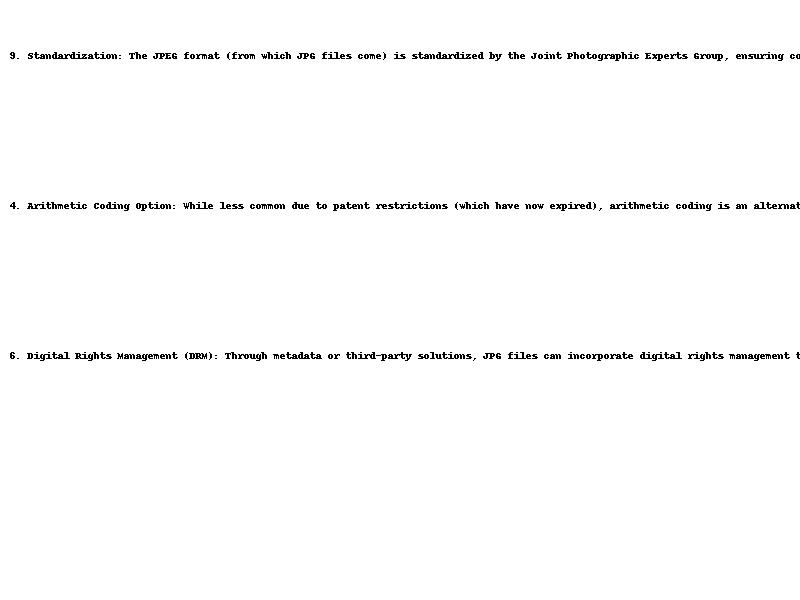 9. Standardization: The JPEG format (from which JPG files come) is standardized by the Joint Photographic Experts Group, ensuring
4. Arithmetic Coding Option: While less common due to patent restrictions (which have now expired), arithmetic coding is an
6. Digital Rights Management (DRM): Through metadata or third-party solutions, JPG files can incorporate digital rights management